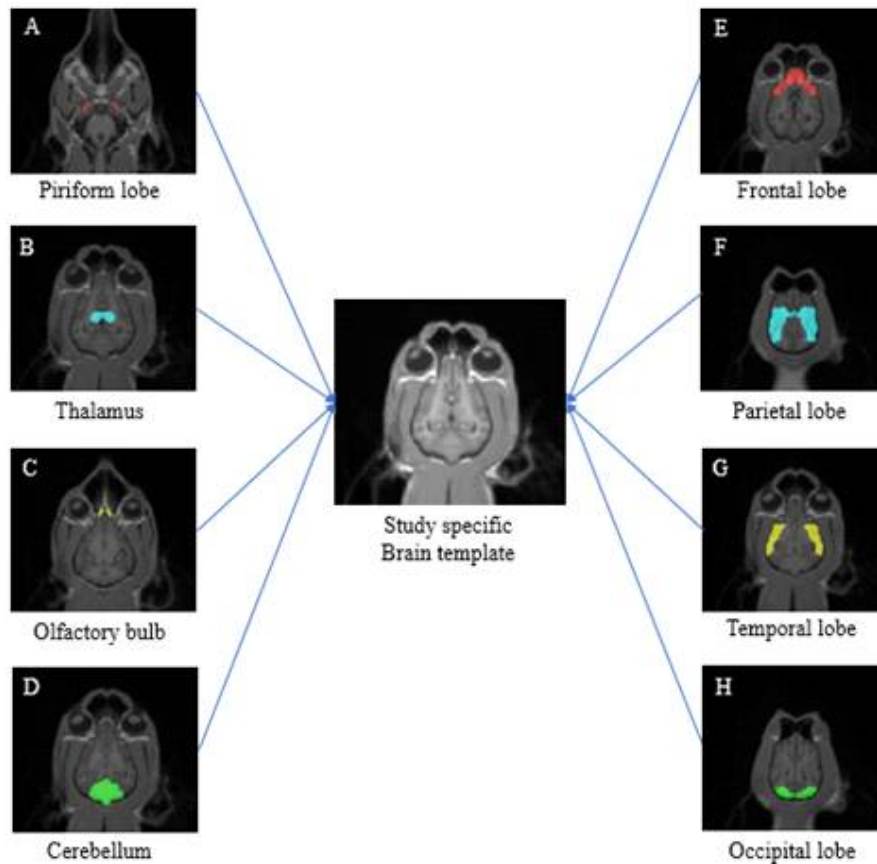 A
Piriform lobe
B
Thalamus
C
Olfactory bulb
D
Cerebellum
Study specific
Brain template
E
Frontal lobe
F
Parietal lobe
G
Temporal lobe
H
Occipital lobe